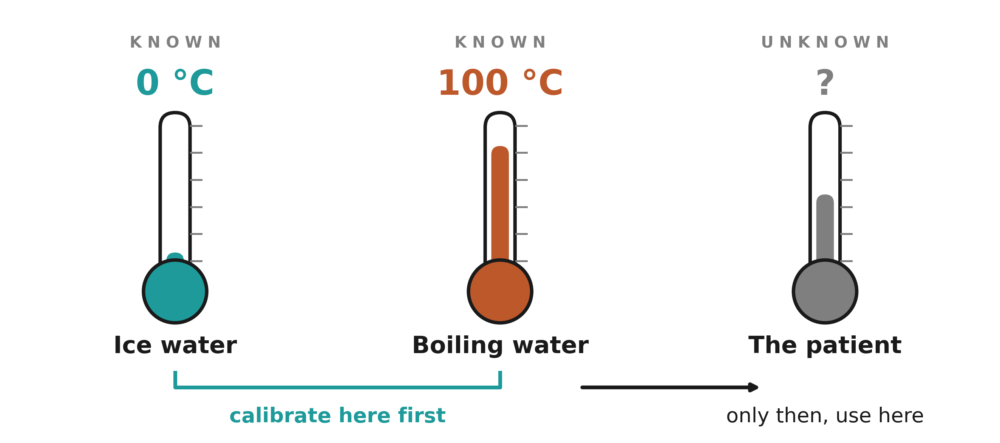 KNOWN
0 °C
Ice water
KNOWN
100 °C
Boiling water
UNKNOWN
?
The patient
calibrate here first
only then, use here